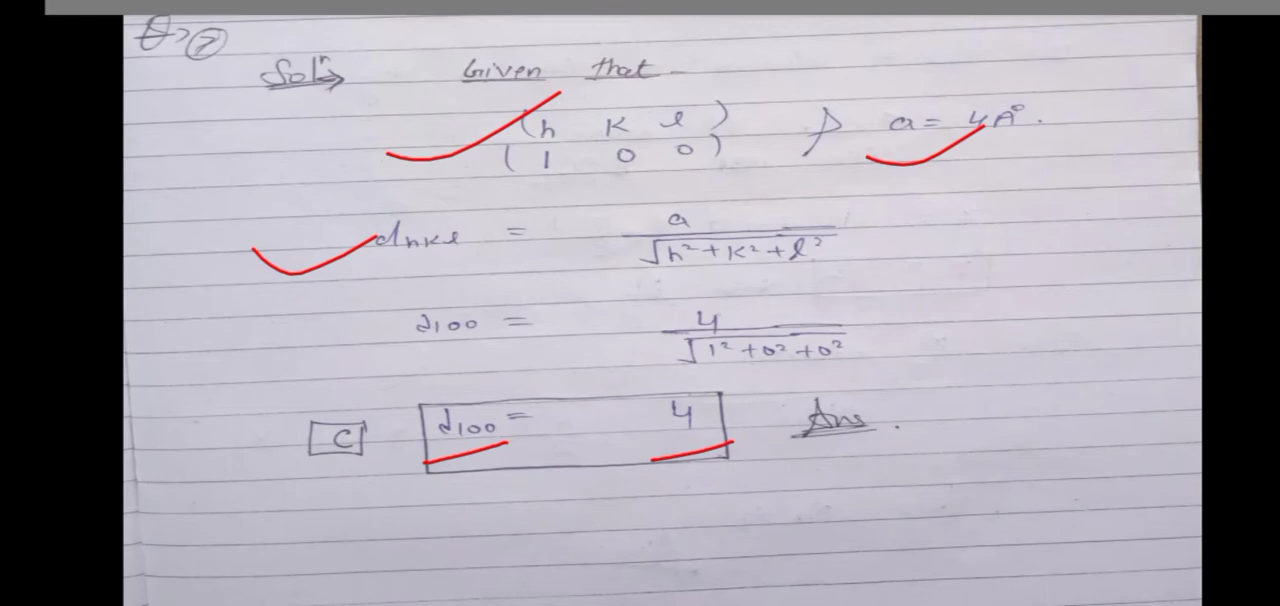 Q→⑦
Solⁿ→ Given that -
(h k l) & a = 4A°.
(1 0 0)
dhkl = a / √h²+k²+l²
d100 = 4 / √1²+0²+0²
C d100 = 4 Ans.